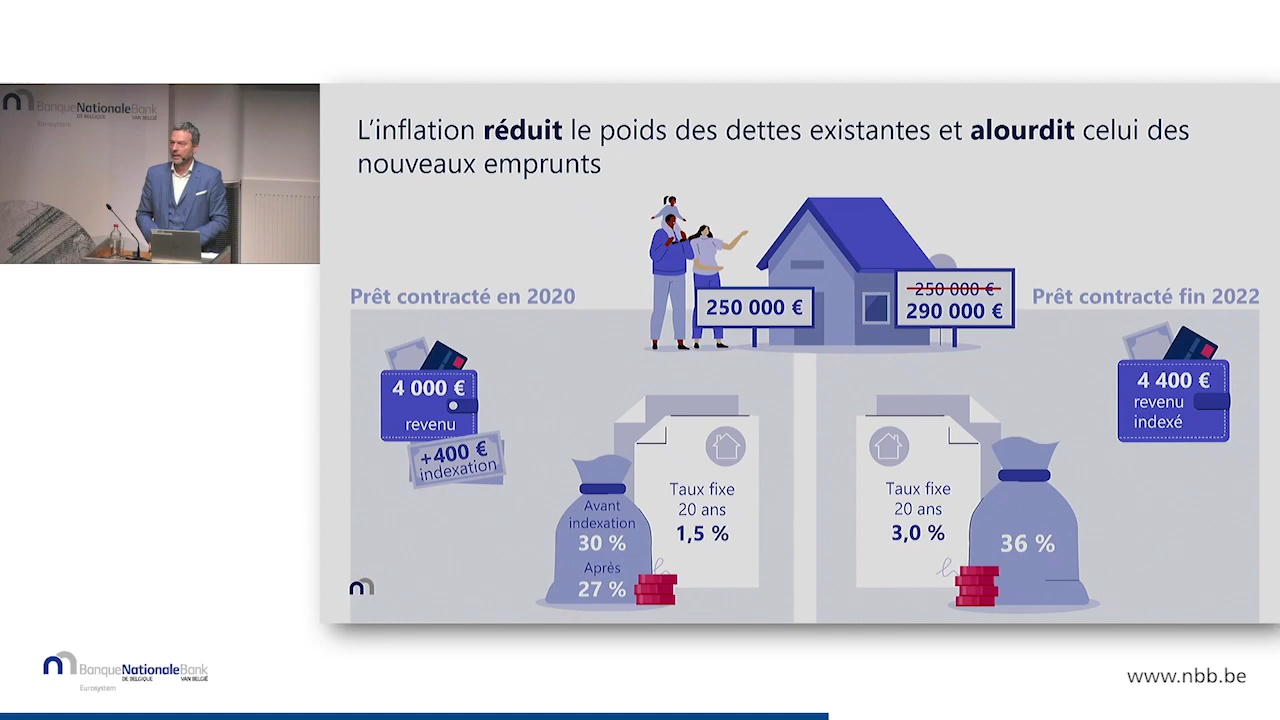 BanqueNationaleBank
DE BELGIQUE VAN BELGIË
Eurosystem
L'inflation réduit le poids des dettes existantes et alourdit celui des
nouveaux emprunts
Prêt contracté en 2020
250 000 €
250 000 €
290 000 €
Prêt contracté fin 2022
4 000 €
revenu
+400 €
indexation
4 400 €
revenu
indexé
Avant
indexation
30 %
Après
27 %
Taux fixe
20 ans
1,5 %
Taux fixe
20 ans
3,0 %
36 %
BanqueNationaleBank
DE BELGIQUE VAN BELGIË
Eurosystem
www.nbb.be